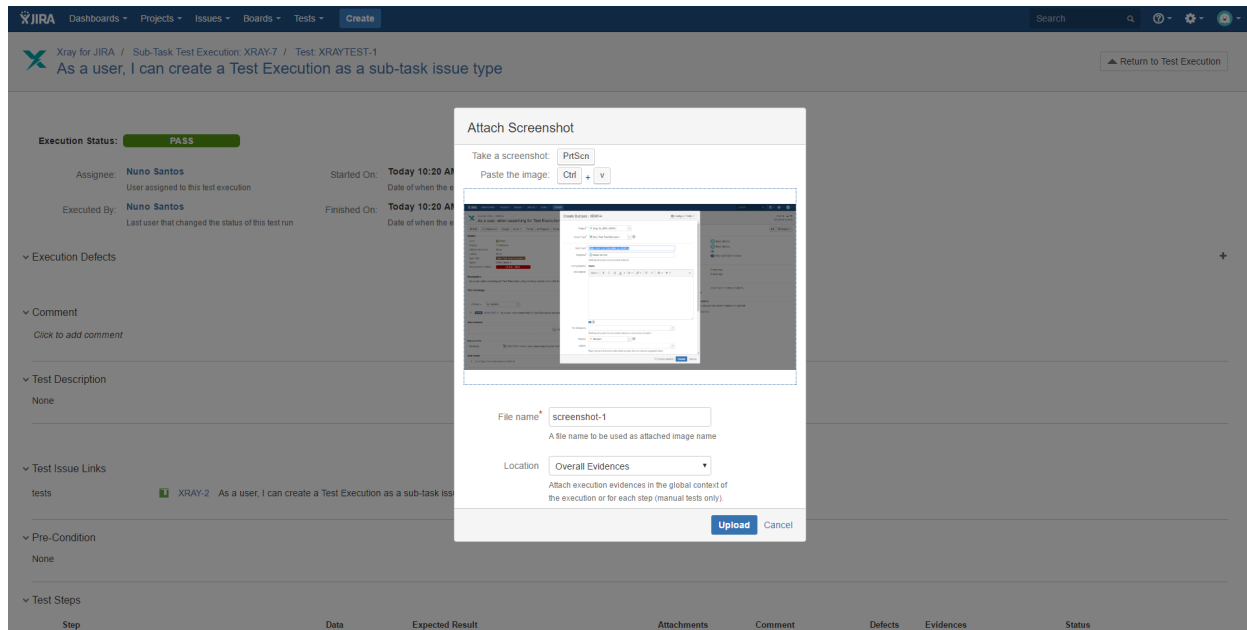 JIRA Dashboards Projects Issues Boards Tests Create Search
Xray for JIRA / Sub-Task Test Execution: XRAY-7 / Test: XRAYTEST-1
As a user, I can create a Test Execution as a sub-task issue type
Return to Test Execution
Execution Status: PASS
Assignee: Nuno Santos
User assigned to this test execution
Started On: Today 10:20 AM
Date of when the e
Executed By: Nuno Santos
Last user that changed the status of this test run
Finished On: Today 10:20 AM
Date of when the e
Execution Defects
Comment
Click to add comment
Test Description
None
Test Issue Links
tests XRAY-2 As a user, I can create a Test Execution as a sub-task iss
Pre-Condition
None
Test Steps
Step Data Expected Result Attachments Comment Defects Evidences Status
Attach Screenshot
Take a screenshot: PrtScn
Paste the image: Ctrl + v
File name* screenshot-1
A file name to be used as attached image name
Location Overall Evidences
Attach execution evidences in the global context of
the execution or for each step (manual tests only).
Upload Cancel